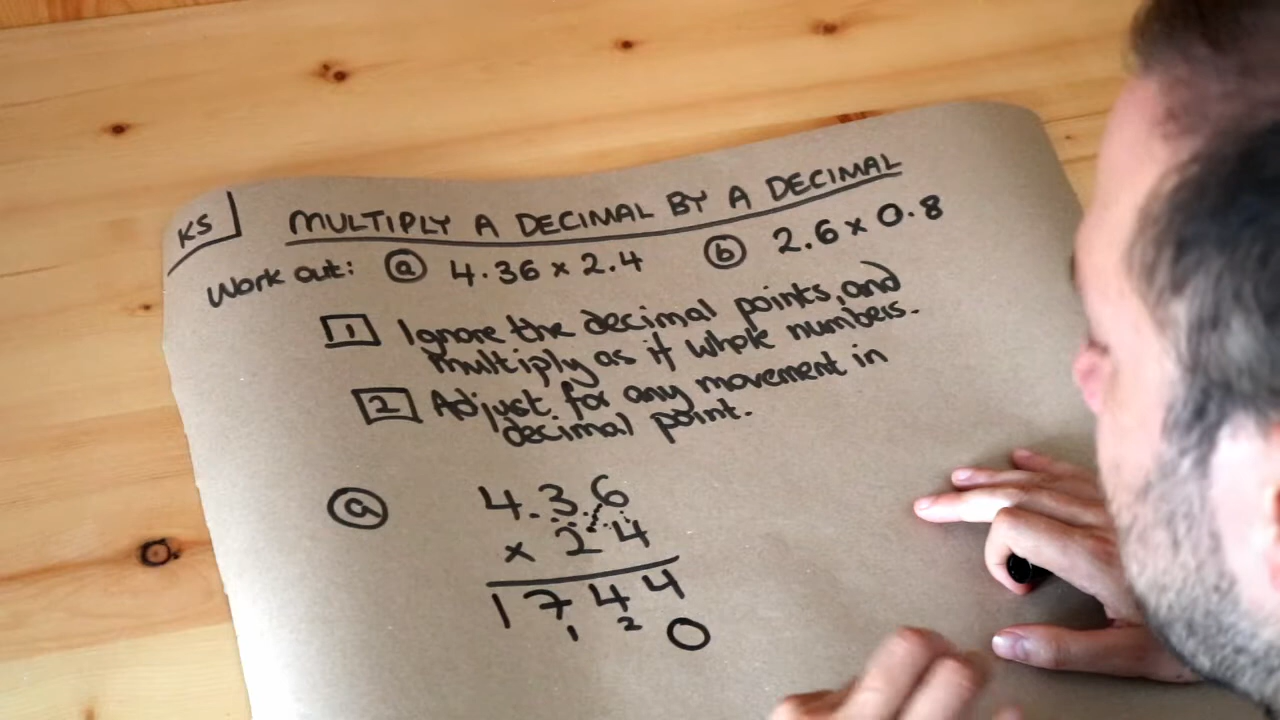 KS
MULTIPLY A DECIMAL BY A DECIMAL
Work out: ⓐ 4.36 × 2.4 ⓑ 2.6 × 0.8
1 Ignore the decimal points, and
multiply as if whole numbers.
2 Adjust for any movement in
decimal point.
ⓐ 4.36
× 2.4
1744
1 2
0